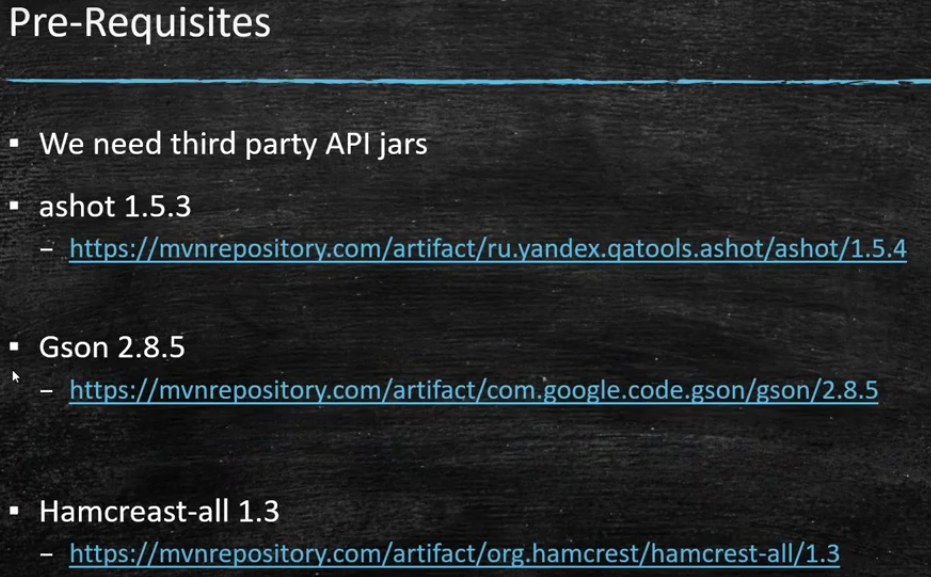 Pre-Requisites
▪ We need third party API jars
▪ ashot 1.5.3
– https://mvnrepository.com/artifact/ru.yandex.qatools.ashot/ashot/1.5.4
▪ Gson 2.8.5
– https://mvnrepository.com/artifact/com.google.code.gson/gson/2.8.5
▪ Hamcreast-all 1.3
– https://mvnrepository.com/artifact/org.hamcrest/hamcrest-all/1.3